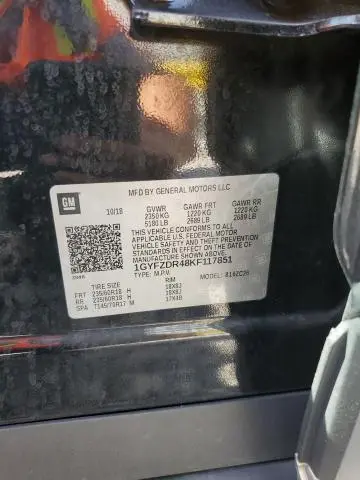 MFD BY GENERAL MOTORS LLC
GM
10/18 GVWR GAWR FRT GAWR RR
2350 KG 1220 KG 1220 KG
5180 LB 2689 LB 2689 LB
THIS VEHICLE CONFORMS TO ALL
APPLICABLE U.S. FEDERAL MOTOR
VEHICLE SAFETY AND THEFT PREVENTION
STANDARDS IN EFFECT ON THE DATE OF
MANUFACTURE SHOWN ABOVE.
1GYFZDR48KF117851
TYPE: M.P.V. MODEL:
TIRE SIZE RIM
FRT 235/60R18 H 18X8J
RR 235/60R18 H 18X8J
SPA T145/70R17 M 17X4B